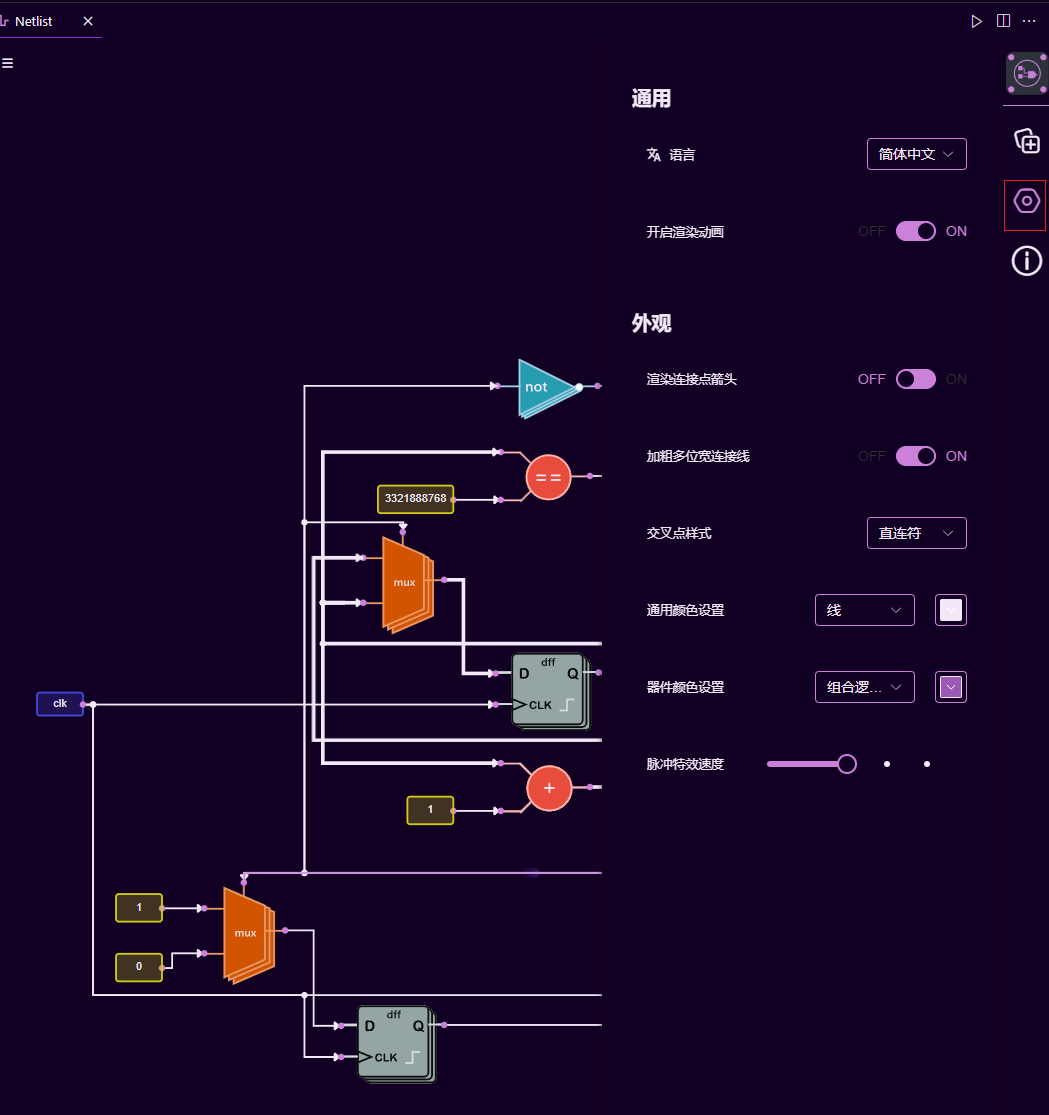 Netlist
通用
语言
简体中文
开启渲染动画
OFF ON
外观
渲染连接点箭头
OFF ON
加粗多位宽连接线
OFF ON
交叉点样式
直连符
通用颜色设置
线
器件颜色设置
组合逻...
脉冲特效速度
not
==
3321888768
mux
dff
D Q
CLK
clk
+
1
1
mux
0
dff
D Q
CLK